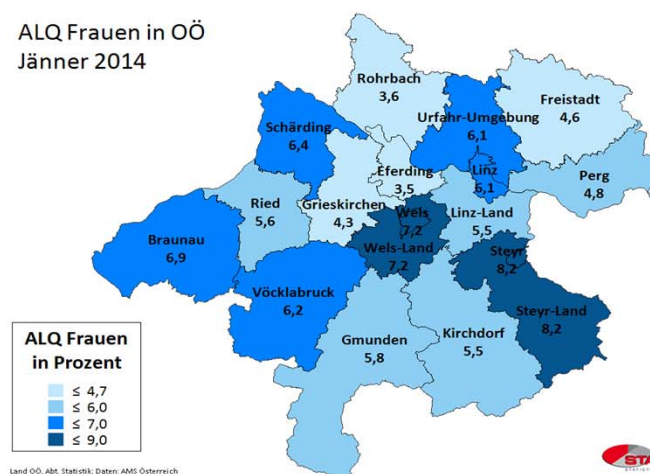 ALQ Frauen in OÖ
Jänner 2014
Rohrbach
3,6
Freistadt
4,6
Urfahr-Umgebung
6,1
Schärding
6,4
Eferding
3,5
Linz
6,1
Perg
4,8
Ried
5,6
Grieskirchen
4,3
Wels
7,2
Linz-Land
5,5
Braunau
6,9
Wels-Land
7,2
Steyr
8,2
Vöcklabruck
6,2
Steyr-Land
8,2
Gmunden
5,8
Kirchdorf
5,5
ALQ Frauen
in Prozent
≤ 4,7
≤ 6,0
≤ 7,0
≤ 9,0
Land OÖ, Abt. Statistik; Daten: AMS Österreich
STA